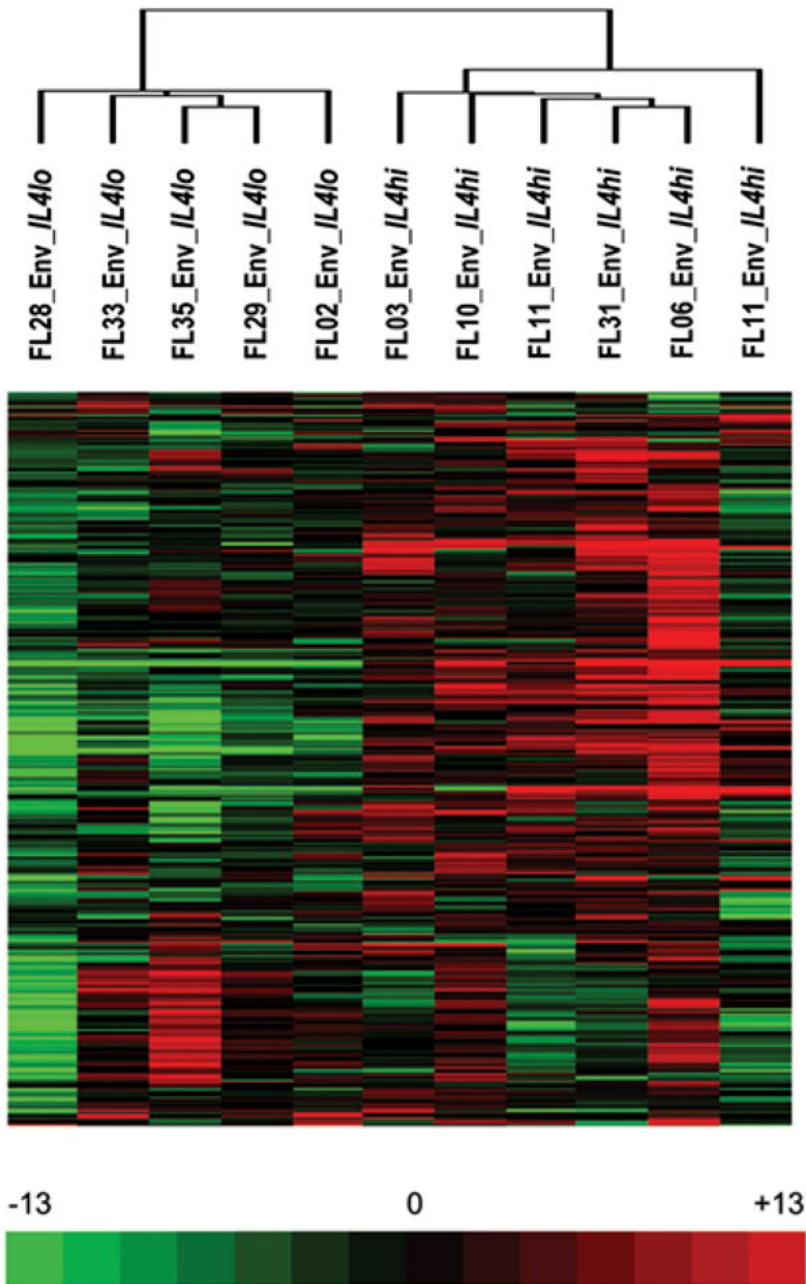 FL28_Env_IL4lo
FL33_Env_IL4lo
FL35_Env_IL4lo
FL29_Env_IL4lo
FL02_Env_IL4lo
FL03_Env_IL4hi
FL10_Env_IL4hi
FL11_Env_IL4hi
FL31_Env_IL4hi
FL06_Env_IL4hi
FL11_Env_IL4hi
-13 0 +13